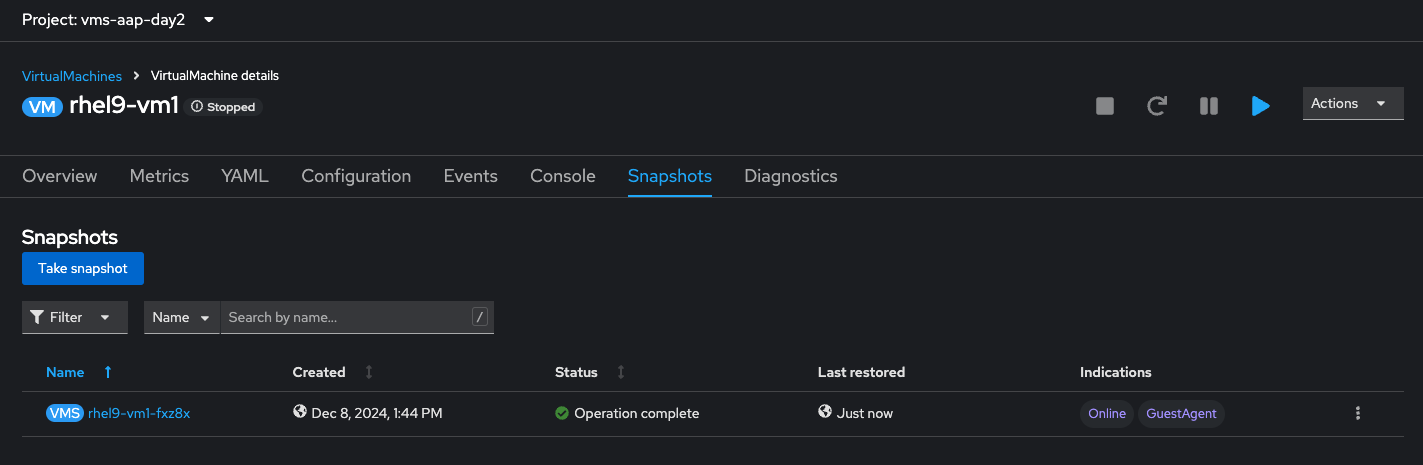 Project: vms-aap-day2
VirtualMachines > VirtualMachine details
VM rhel9-vm1 Stopped
Actions
Overview Metrics YAML Configuration Events Console Snapshots Diagnostics
Snapshots
Take snapshot
Filter Name Search by name... /
Name Created Status Last restored Indications
VMS rhel9-vm1-fxz8x Dec 8, 2024, 1:44 PM Operation complete Just now Online GuestAgent